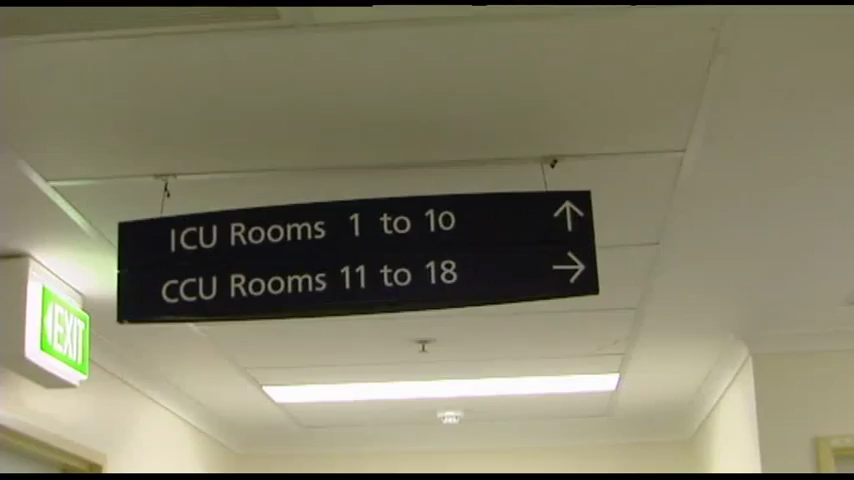 ICU Rooms 1 to 10 ↑
CCU Rooms 11 to 18 →
EXIT